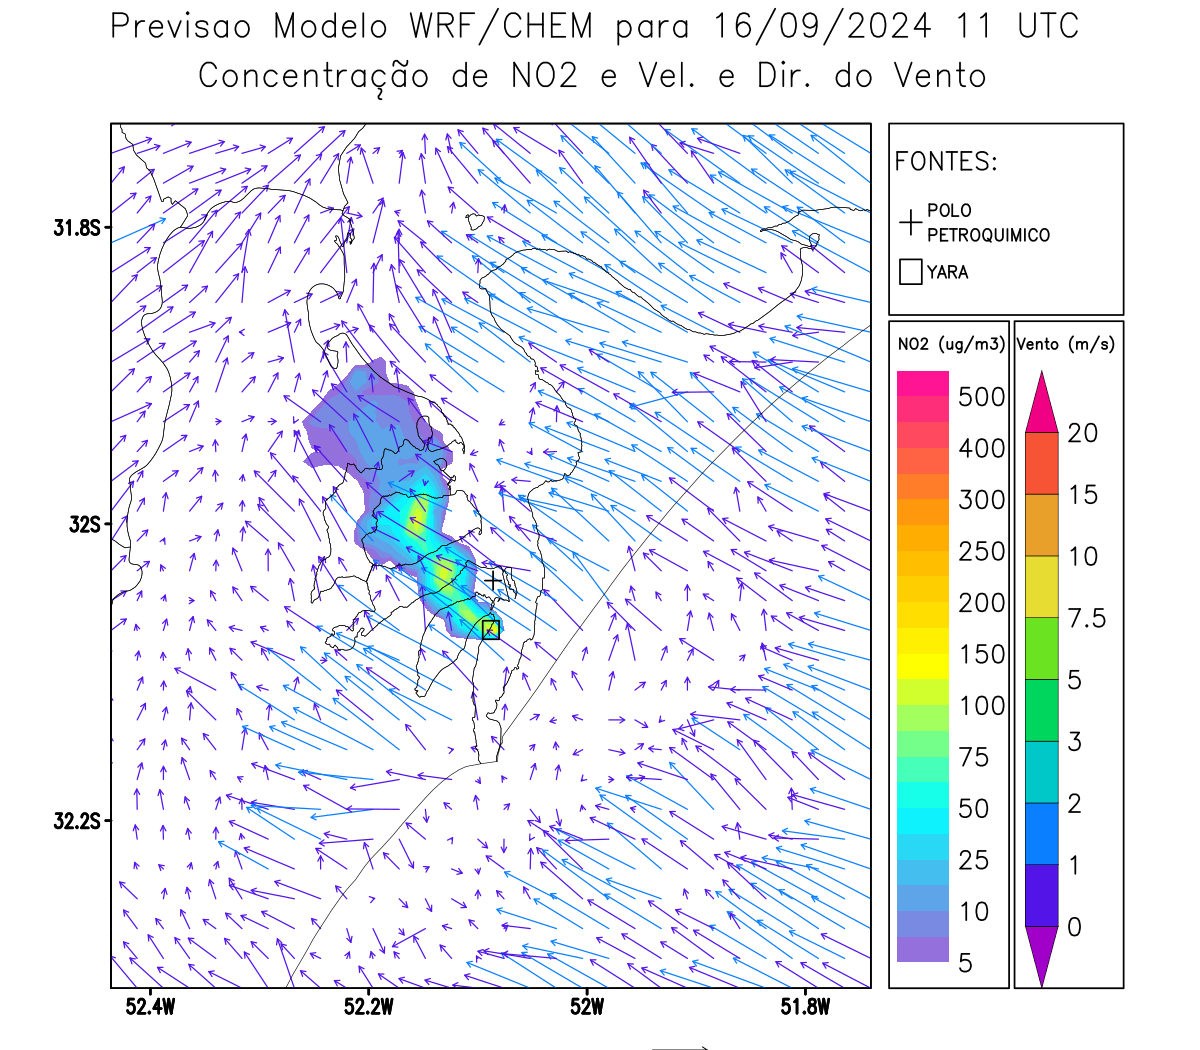 Previsao Modelo WRF/CHEM para 16/09/2024 11 UTC
Concentração de NO2 e Vel. e Dir. do Vento
FONTES:
POLO
PETROQUIMICO
YARA
NO2 (ug/m3)
500
400
300
250
200
150
100
75
50
25
10
5
Vento (m/s)
20
15
10
7.5
5
3
2
1
0
31.8S
32S
32.2S
52.4W
52.2W
52W
51.8W